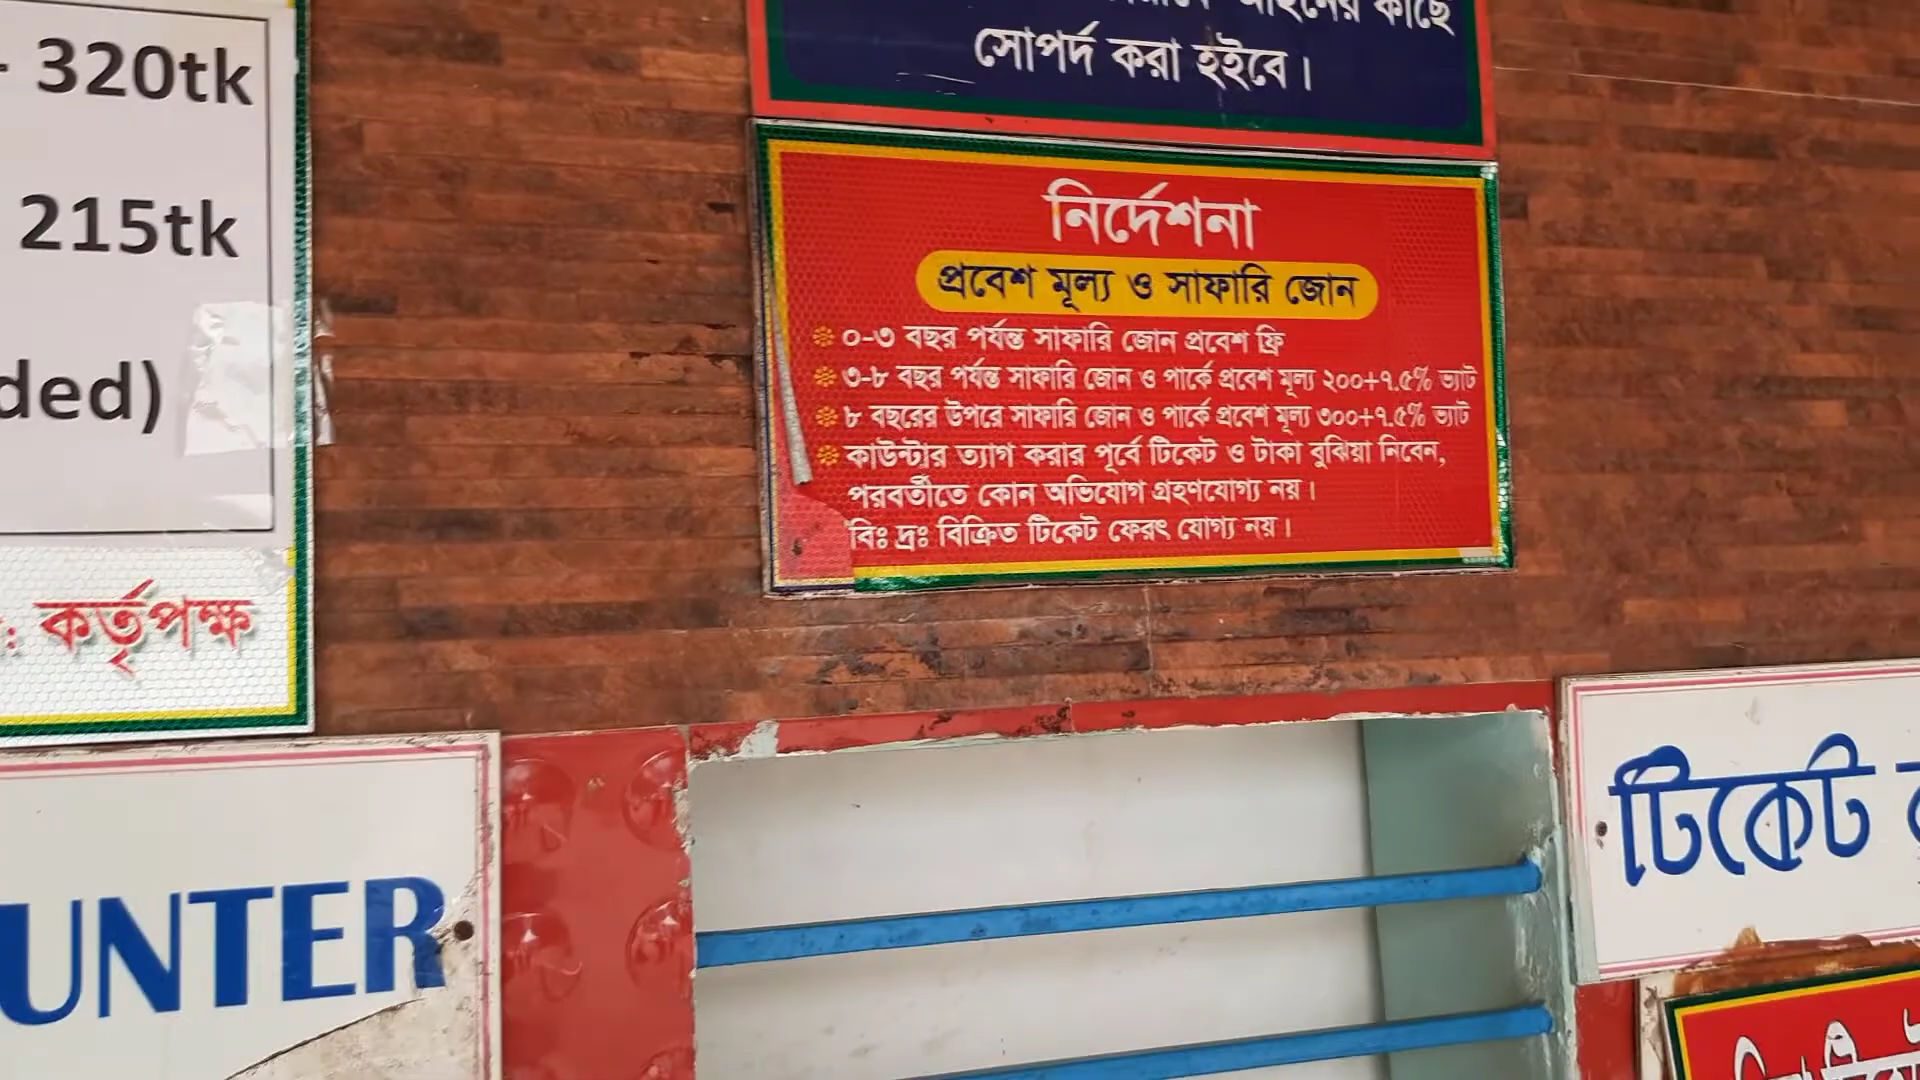 320tk
215tk
ded)
কর্তৃপক্ষ
UNTER
আইনের কাছে
সোপর্দ করা হইবে।
নির্দেশনা
প্রবেশ মূল্য ও সাফারি জোন
০-৩ বছর পর্যন্ত সাফারি জোন প্রবেশ ফ্রি
৩-৮ বছর পর্যন্ত সাফারি জোন ও পার্কে প্রবেশ মূল্য ২০০+৭.৫% ভ্যাট
৮ বছরের উপরে সাফারি জোন ও পার্কে প্রবেশ মূল্য ৩০০+৭.৫% ভ্যাট
কাউন্টার ত্যাগ করার পূর্বে টিকেট ও টাকা বুঝিয়া নিবেন,
পরবর্তীতে কোন অভিযোগ গ্রহণযোগ্য নয়।
বিঃ দ্রঃ বিক্রিত টিকেট ফেরৎ যোগ্য নয়।
টিকেট